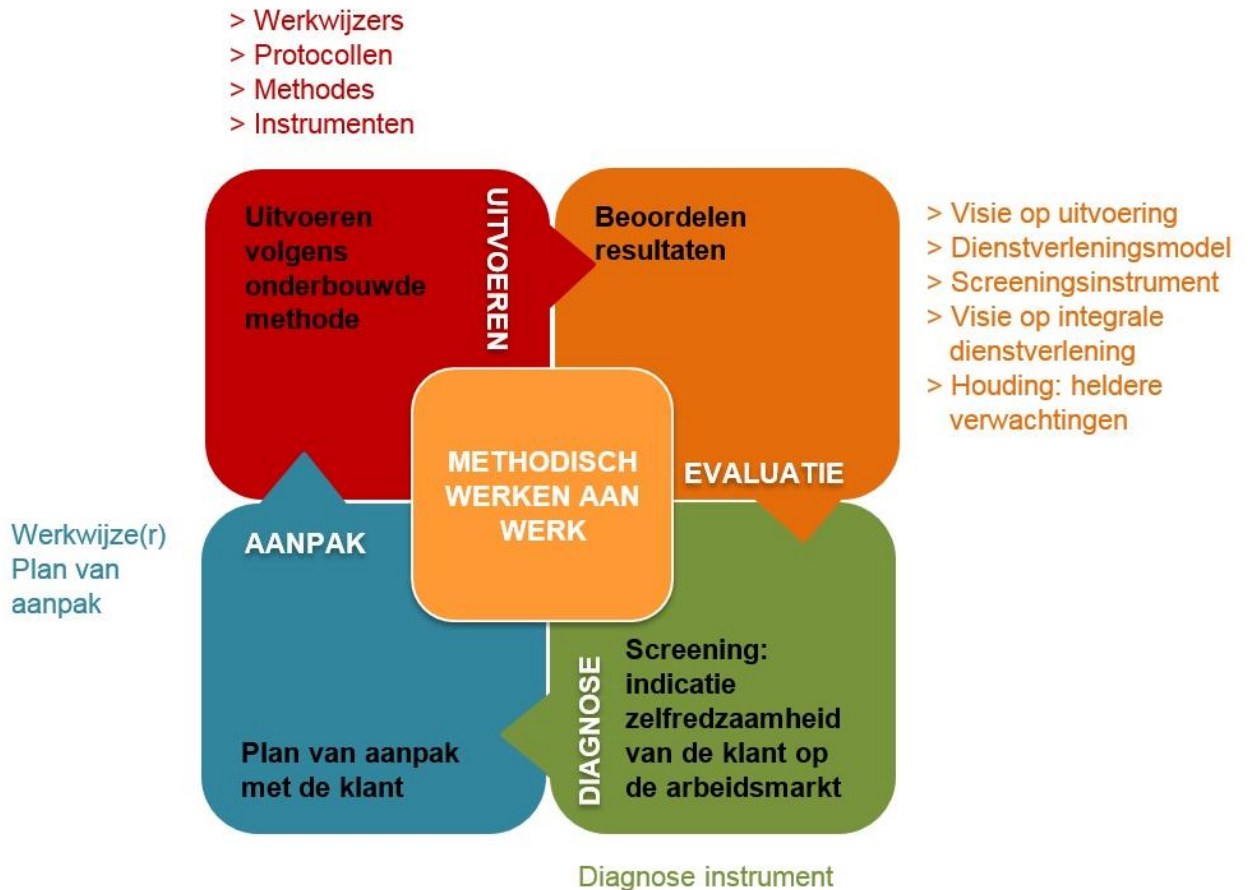 > Werkwijzers
> Protocollen
> Methodes
> Instrumenten
Uitvoeren
volgens
onderbouwde
methode
UITVOEREN
Beoordelen
resultaten
> Visie op uitvoering
> Dienstverleningsmodel
> Screeningsinstrument
> Visie op integrale
dienstverlening
> Houding: heldere
verwachtingen
METHODISCH
WERKEN AAN
WERK
EVALUATIE
Werkwijze(r)
Plan van
aanpak
AANPAK
Plan van aanpak
met de klant
DIAGNOSE
Screening:
indicatie
zelfredzaamheid
van de klant op
de arbeidsmarkt
Diagnose instrument